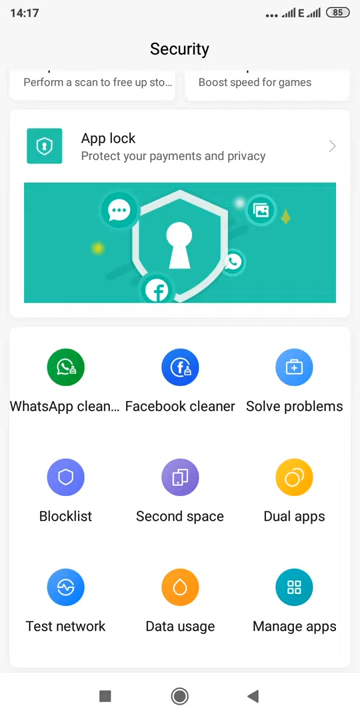 14:17
E
85
Security
Perform a scan to free up sto...
Boost speed for games
App lock
Protect your payments and privacy
WhatsApp clean...
Facebook cleaner
Solve problems
Blocklist
Second space
Dual apps
Test network
Data usage
Manage apps